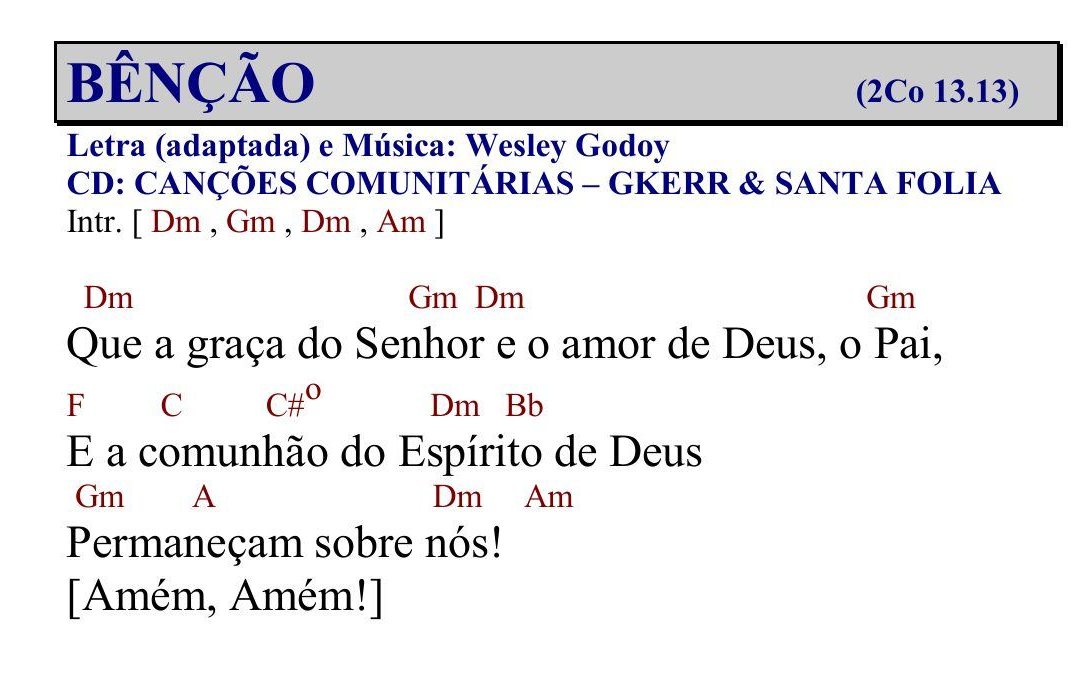 BÊNÇÃO (2Co 13.13)
Letra (adaptada) e Música: Wesley Godoy
CD: CANÇÕES COMUNITÁRIAS – GKERR & SANTA FOLIA
Intr. [ Dm , Gm , Dm , Am ]
Dm Gm Dm Gm
Que a graça do Senhor e o amor de Deus, o Pai,
F C C#º Dm Bb
E a comunhão do Espírito de Deus
Gm A Dm Am
Permaneçam sobre nós!
[Amém, Amém!]